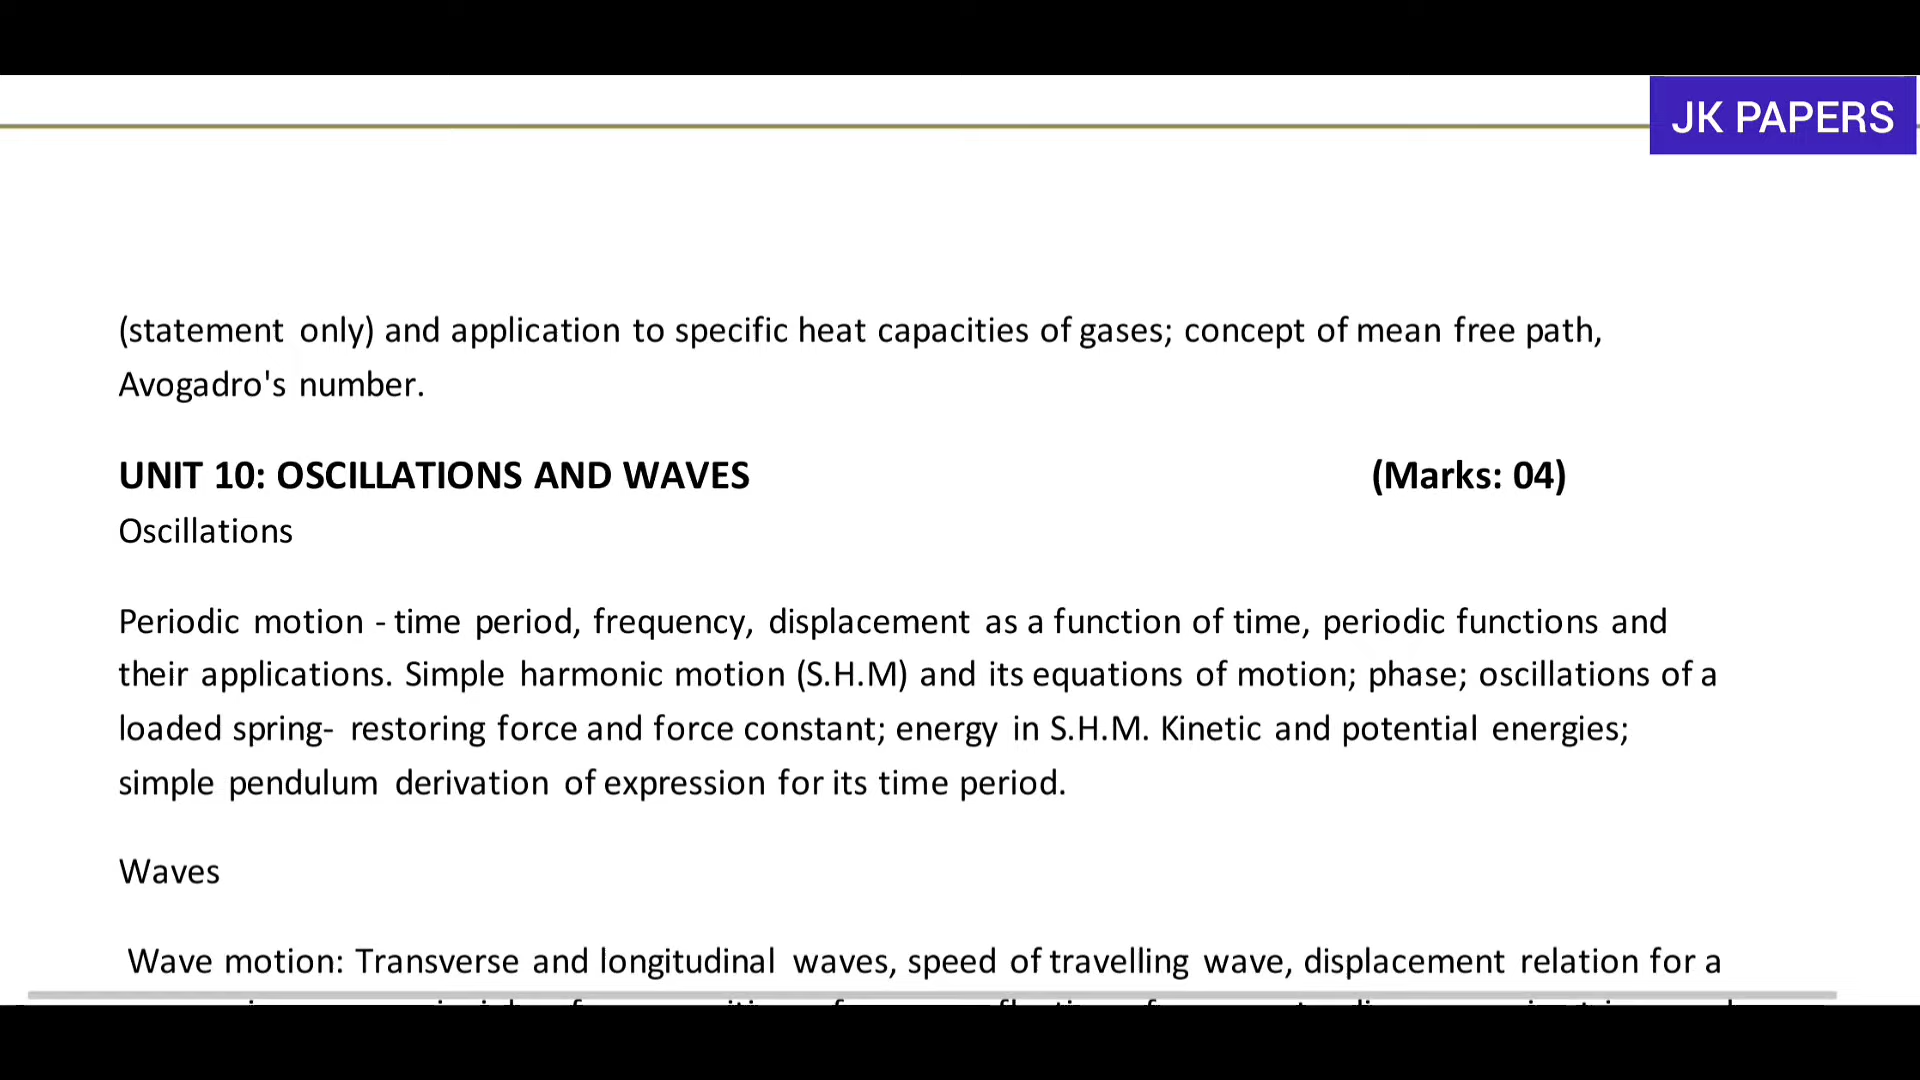 JK PAPERS
(statement only) and application to specific heat capacities of gases; concept of mean free path,
Avogadro's number.
UNIT 10: OSCILLATIONS AND WAVES (Marks: 04)
Oscillations
Periodic motion - time period, frequency, displacement as a function of time, periodic functions and
their applications. Simple harmonic motion (S.H.M) and its equations of motion; phase; oscillations of a
loaded spring- restoring force and force constant; energy in S.H.M. Kinetic and potential energies;
simple pendulum derivation of expression for its time period.
Waves
Wave motion: Transverse and longitudinal waves, speed of travelling wave, displacement relation for a